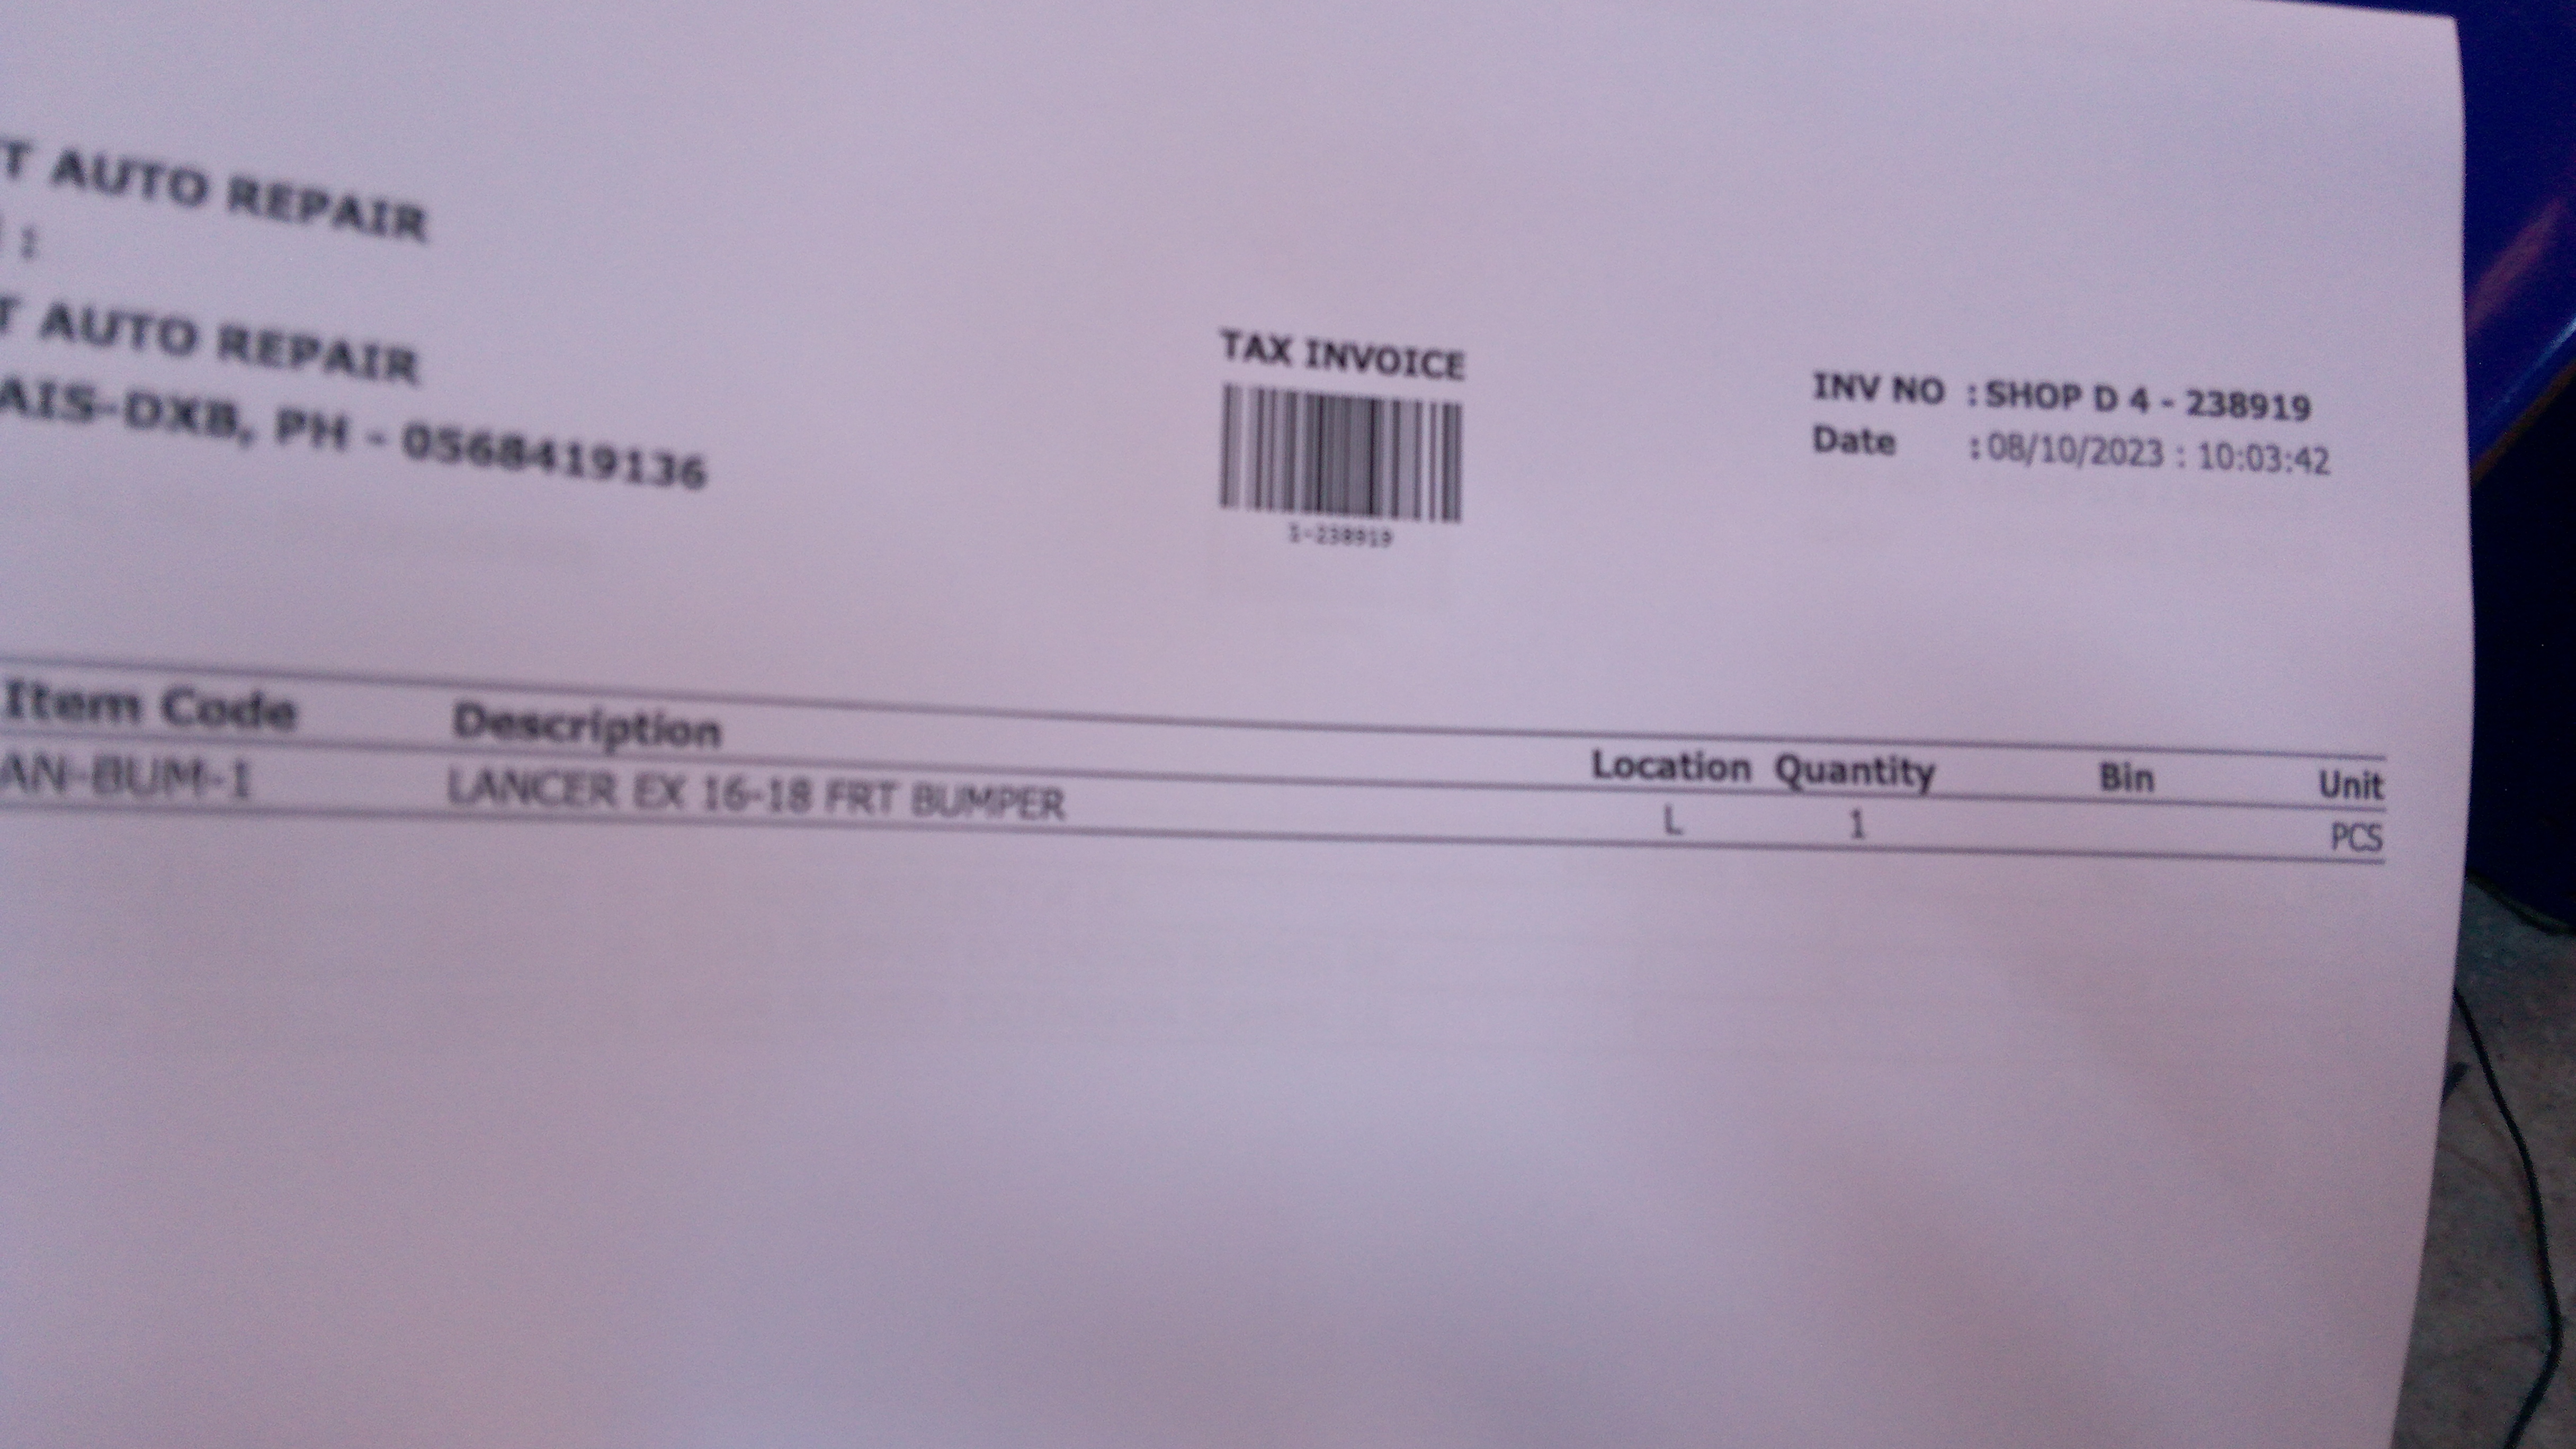 T AUTO REPAIR
:
T AUTO REPAIR
AIS-DXB, PH - 0568419136
TAX INVOICE
1-238919
INV NO : SHOP D 4 - 238919
Date : 08/10/2023 : 10:03:42
Item Code Description Location Quantity Bin Unit
AN-BUM-1 LANCER EX 16-18 FRT BUMPER L 1 PCS